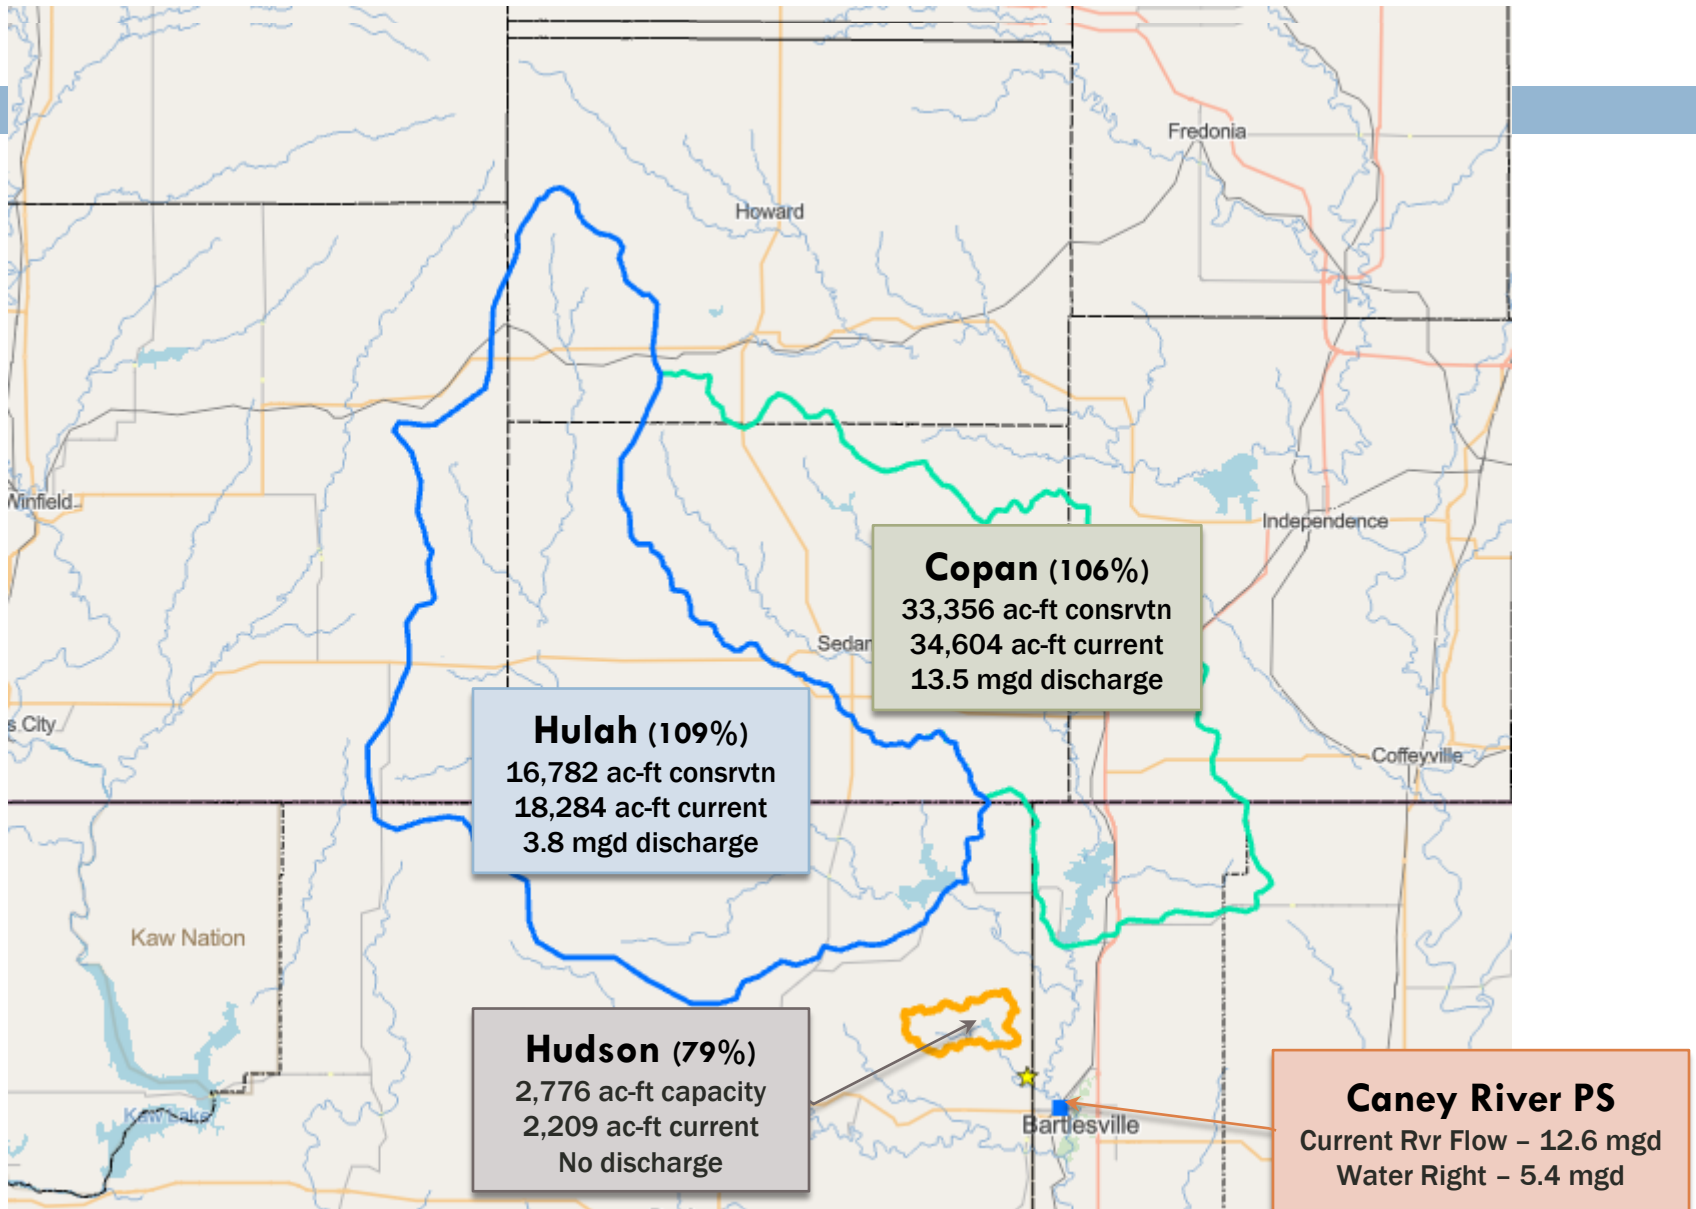 Fredonia
Howard
Winfield
Independence
Copan (106%)
33,356 ac-ft consrvtn
34,604 ac-ft current
13.5 mgd discharge
Sedan
Hulah (109%)
16,782 ac-ft consrvtn
18,284 ac-ft current
3.8 mgd discharge
s City
Coffeyville
Kaw Nation
Hudson (79%)
2,776 ac-ft capacity
2,209 ac-ft current
No discharge
Kaw Lake
Bartlesville
Caney River PS
Current Rvr Flow – 12.6 mgd
Water Right – 5.4 mgd